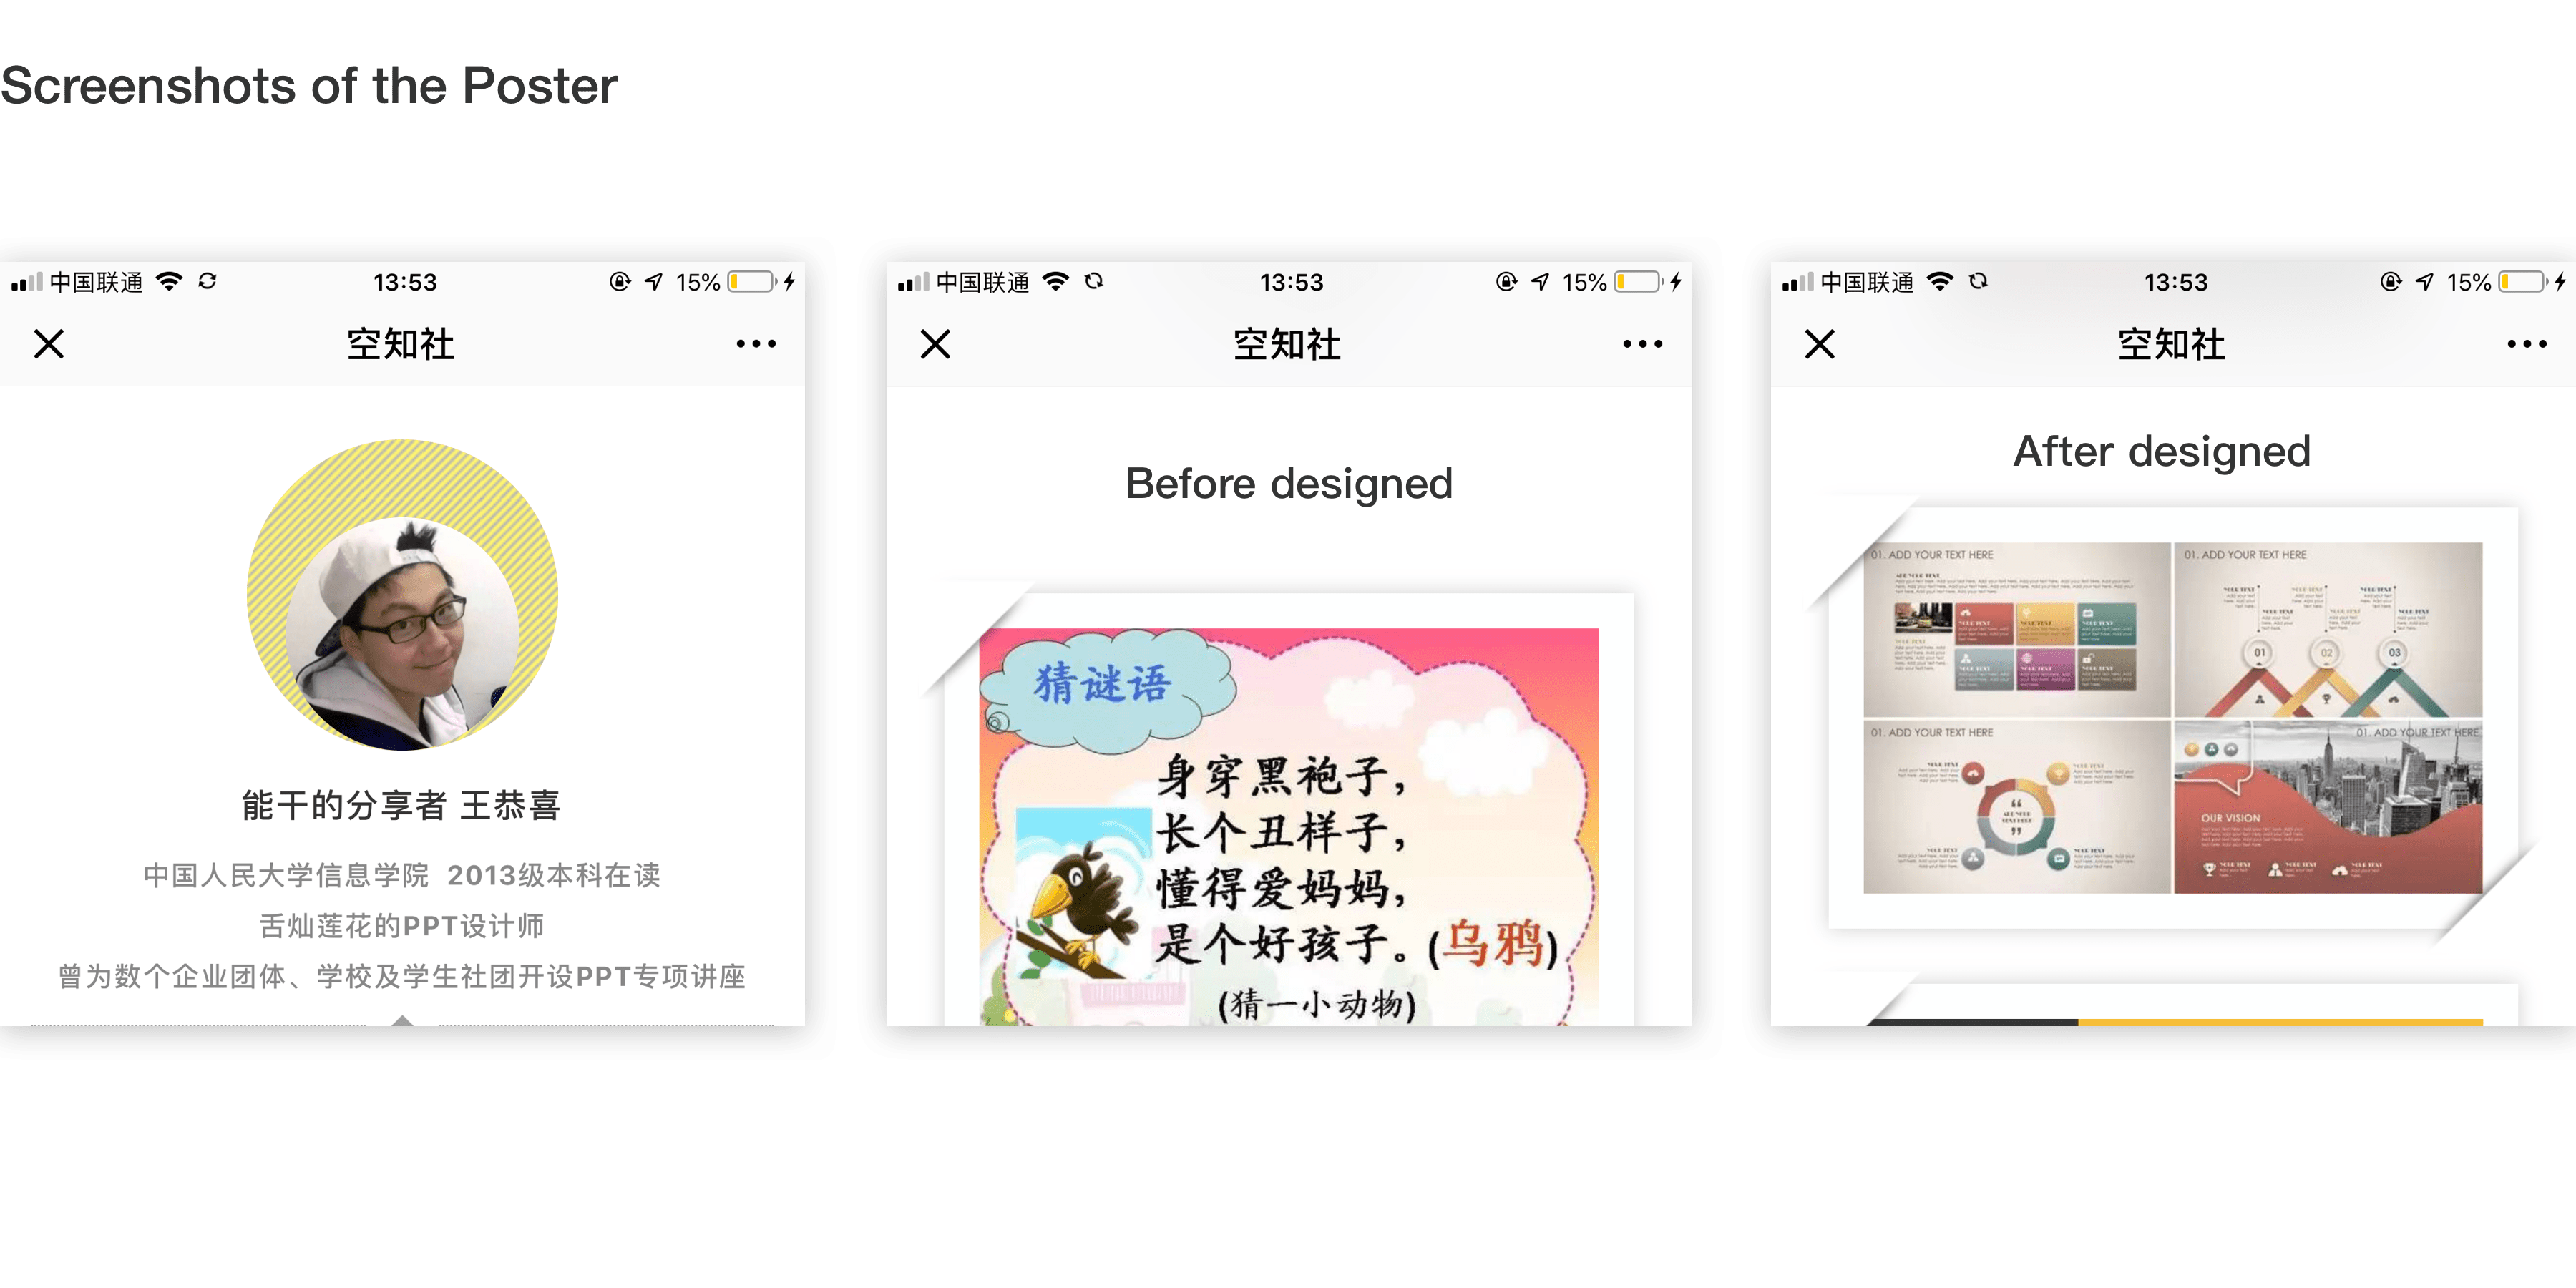 Screenshots of the Poster
中国联通 13:53 15%
空知社
能干的分享者 王恭喜
中国人民大学信息学院 2013级本科在读
舌灿莲花的PPT设计师
曾为数个企业团体、学校及学生社团开设PPT专项讲座
中国联通 13:53 15%
空知社
Before designed
猜谜语
身穿黑袍子，
长个丑样子，
懂得爱妈妈，
是个好孩子。(乌鸦)
(猜一小动物)
中国联通 13:53 15%
空知社
After designed
01. ADD YOUR TEXT HERE
01. ADD YOUR TEXT HERE
01
02
03
01. ADD YOUR TEXT HERE
01. ADD YOUR TEXT HERE
OUR VISION